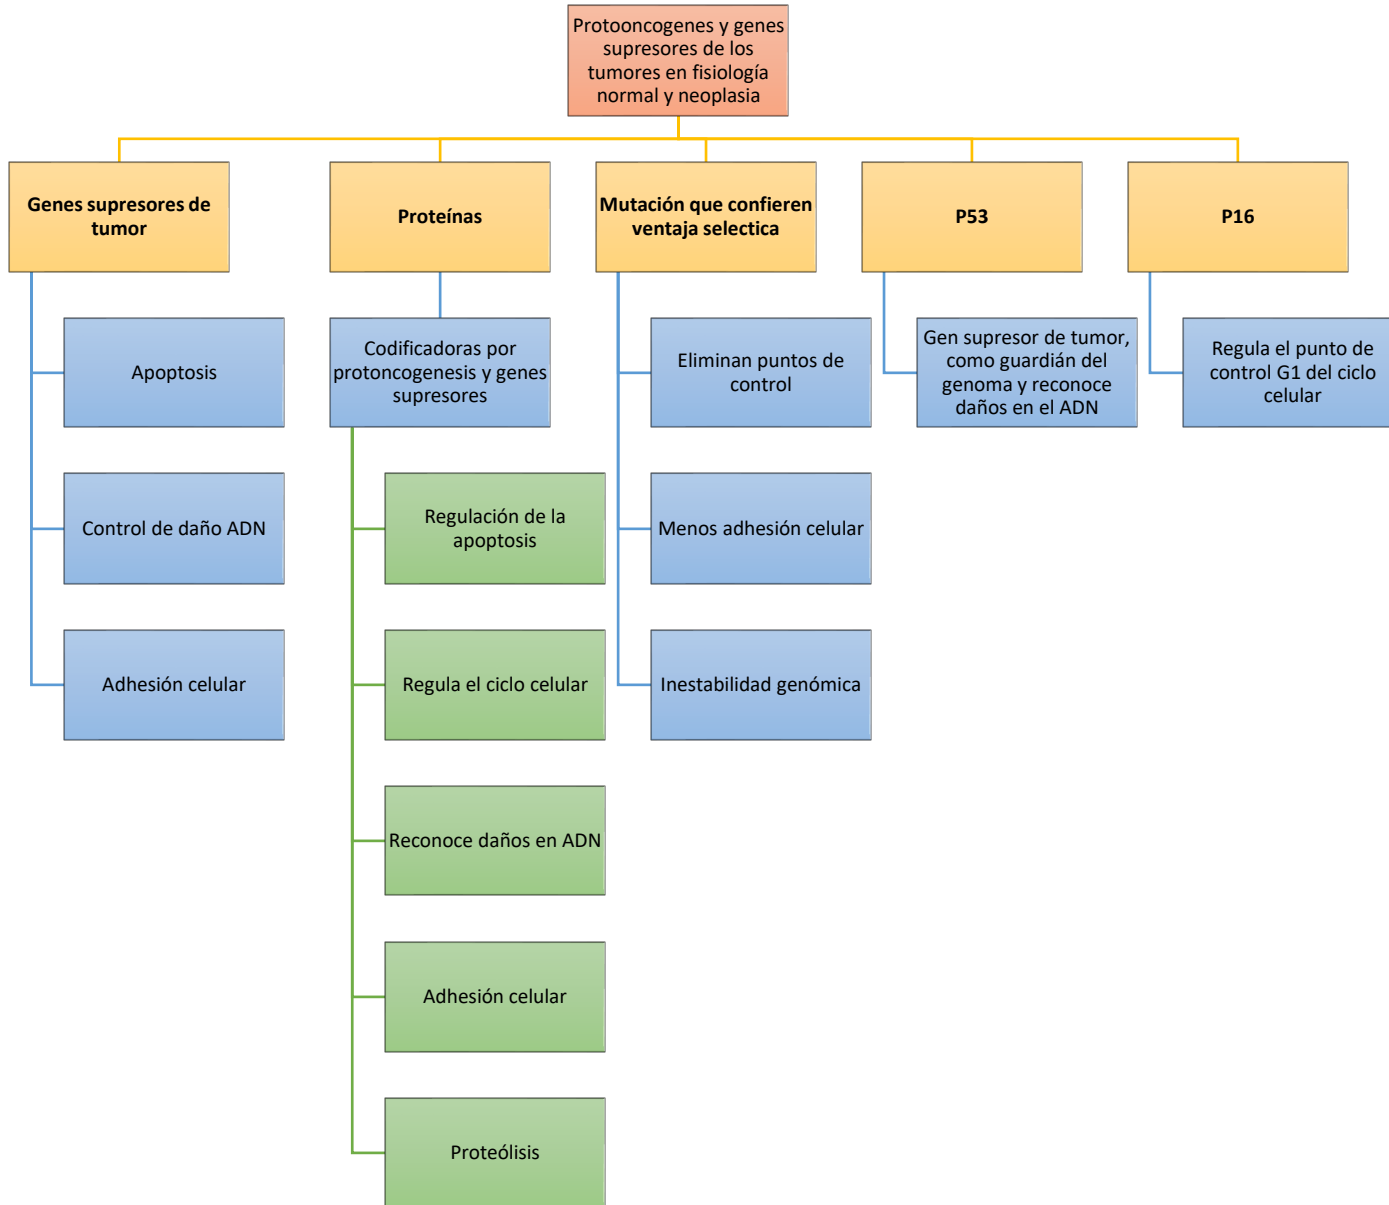 Protooncogenes y genes
supresores de los
tumores en fisiología
normal y neoplasia
Genes supresores de
tumor
Apoptosis
Control de daño ADN
Adhesión celular
Proteínas
Codificadoras por
protoncogenesis y genes
supresores
Regulación de la
apoptosis
Regula el ciclo celular
Reconoce daños en ADN
Adhesión celular
Proteólisis
Mutación que confieren
ventaja selectica
Eliminan puntos de
control
Menos adhesión celular
Inestabilidad genómica
P53
Gen supresor de tumor,
como guardián del
genoma y reconoce
daños en el ADN
P16
Regula el punto de
control G1 del ciclo
celular